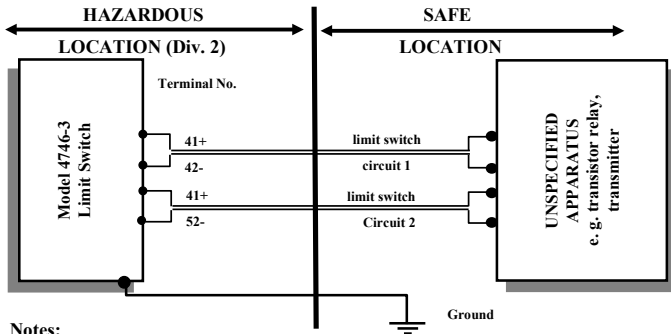 HAZARDOUS
LOCATION (Div. 2)
SAFE
LOCATION
Terminal No.
Model 4746-3
Limit Switch
41+
42-
41+
52-
limit switch
circuit 1
limit switch
Circuit 2
UNSPECIFIED
APPARATUS
e. g. transistor relay,
transmitter
Ground
Notes: